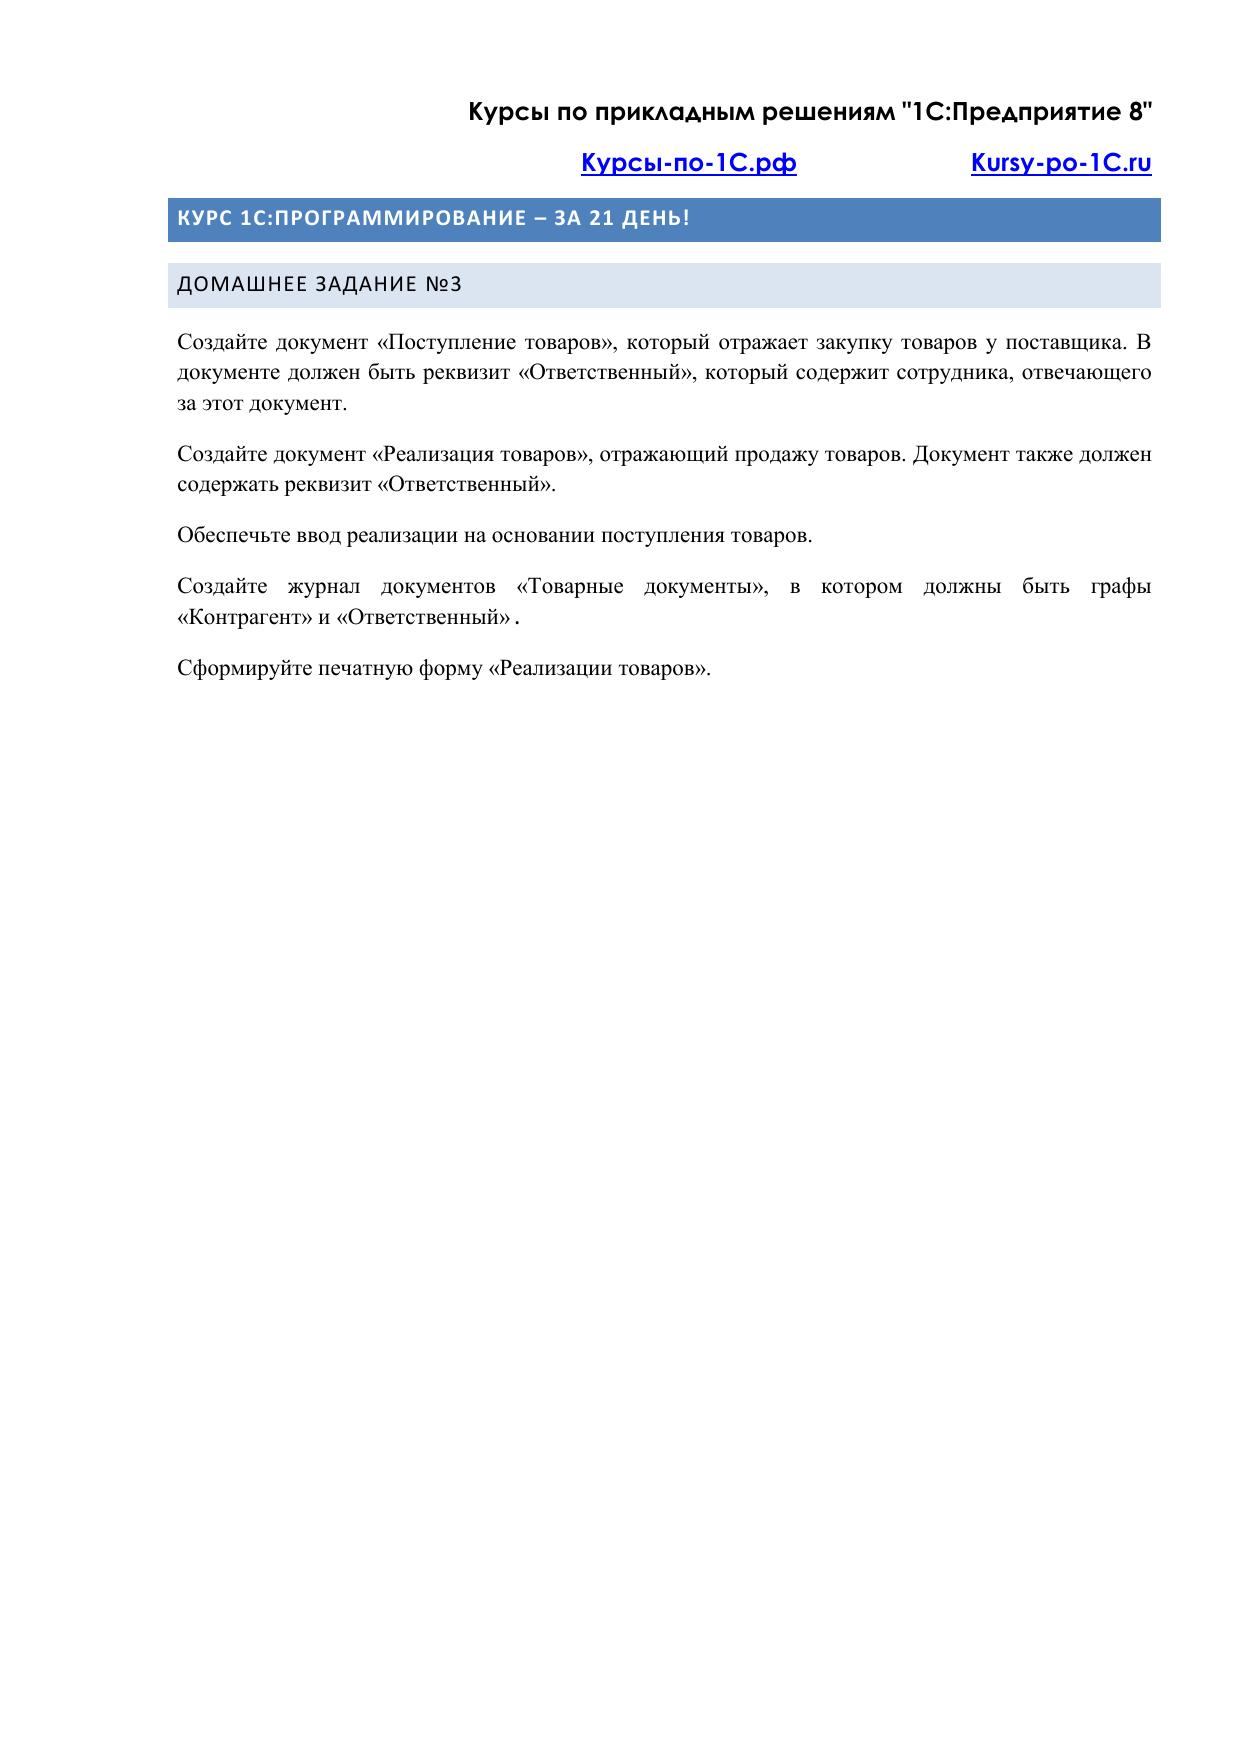 Курсы по прикладным решениям "1С:Предприятие 8"
Курсы-по-1С.рф Kursy-po-1C.ru
КУРС 1С:ПРОГРАММИРОВАНИЕ – ЗА 21 ДЕНЬ!
ДОМАШНЕЕ ЗАДАНИЕ №3
Создайте документ «Поступление товаров», который отражает закупку товаров у поставщика. В
документе должен быть реквизит «Ответственный», который содержит сотрудника, отвечающего
за этот документ.
Создайте документ «Реализация товаров», отражающий продажу товаров. Документ также должен
содержать реквизит «Ответственный».
Обеспечьте ввод реализации на основании поступления товаров.
Создайте журнал документов «Товарные документы», в котором должны быть графы
«Контрагент» и «Ответственный».
Сформируйте печатную форму «Реализации товаров».